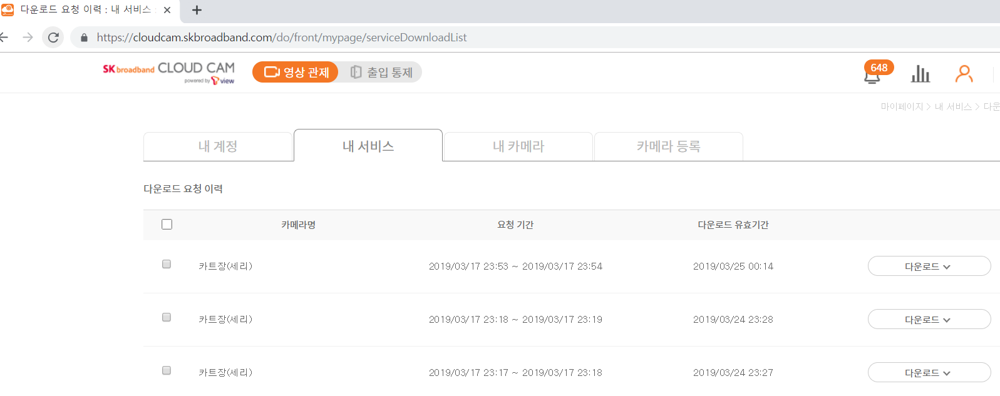 다운로드 요청 이력 : 내 서비스
https://cloudcam.skbroadband.com/do/front/mypage/serviceDownloadList
SK broadband CLOUD CAM
powered by T view
영상 관제
출입 통제
648
마이페이지 > 내 서비스 > 다운
내 계정
내 서비스
내 카메라
카메라 등록
다운로드 요청 이력
카메라명 요청 기간 다운로드 유효기간
카트장(세리) 2019/03/17 23:53 ~ 2019/03/17 23:54 2019/03/25 00:14 다운로드
카트장(세리) 2019/03/17 23:18 ~ 2019/03/17 23:19 2019/03/24 23:28 다운로드
카트장(세리) 2019/03/17 23:17 ~ 2019/03/17 23:18 2019/03/24 23:27 다운로드